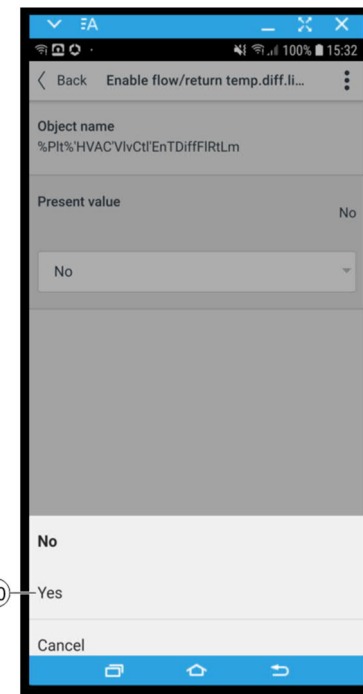 100% 15:32
Back Enable flow/return temp.diff.li...
Object name
%Plt%'HVAC'VlvCtl'EnTDiffFlRtLm
Present value
No
No
No
Yes
Cancel